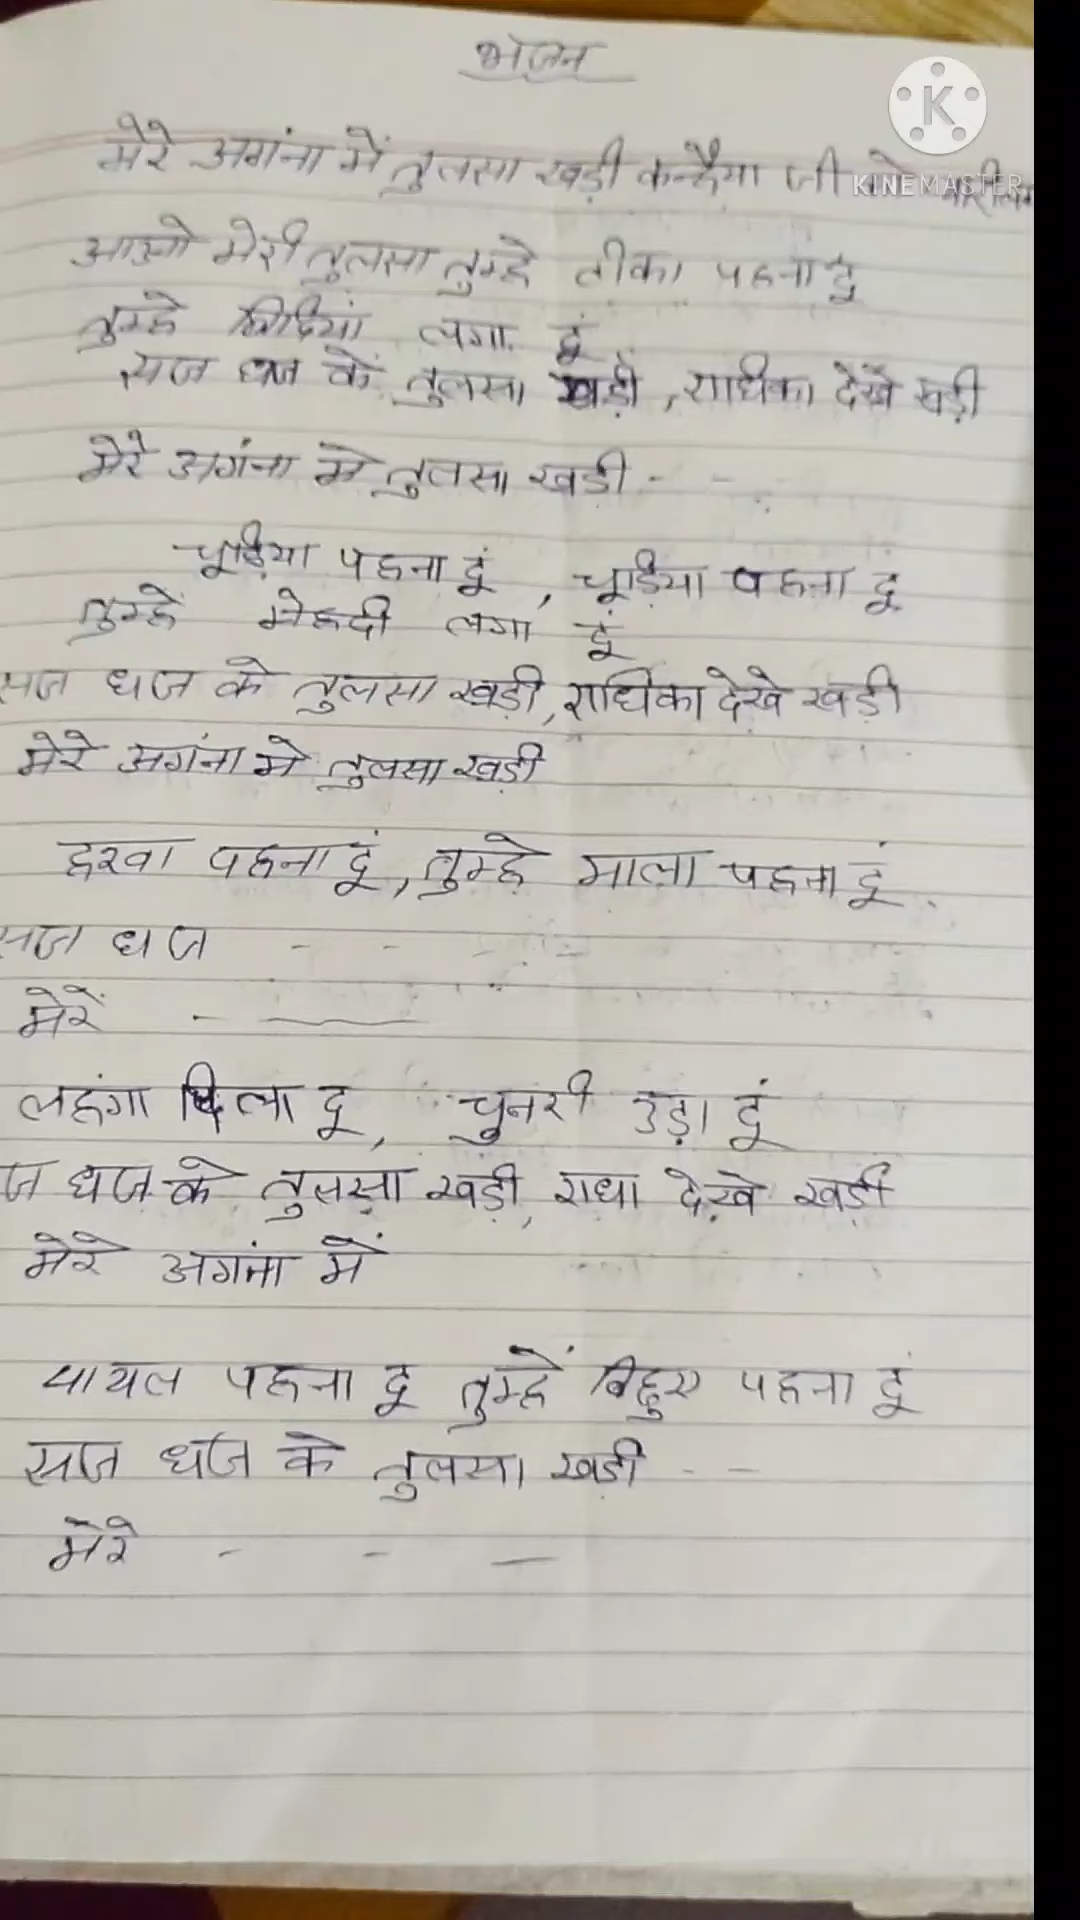 भजन
K
KINEMASTER
मेरे अगंना में तुलसा खड़ी कन्हैया जी
आओ मेरी तुलसा तुम्हे टीका पहना दूं
तुम्हे बिंदिया लगा दूं
सज धज के तुलसा खड़ी, राधिका देखे खड़ी
मेरे अगंना मे तुलसा खडी - -
चूड़िया पहना दूं, चूड़िया पहना दू
तुम्हे मेहदी लगा दूं
सज धज के तुलसा खड़ी, राधिका देखे खड़ी
मेरे अगंना मे तुलसा खड़ी
हरवा पहना दूं, तुम्हे माला पहना दूं
सज धज - - - -
मेरें - ——
लहंगा दिला दू, चुनरी उड़ा दूं
ज धज के तुलसा खड़ी, राधा देखे खड़ी
मेरे अगंना में
पायल पहना दू तुम्हें बिछुए पहना दूं
सज धज के तुलसा खड़ी - -
मेरे - - —